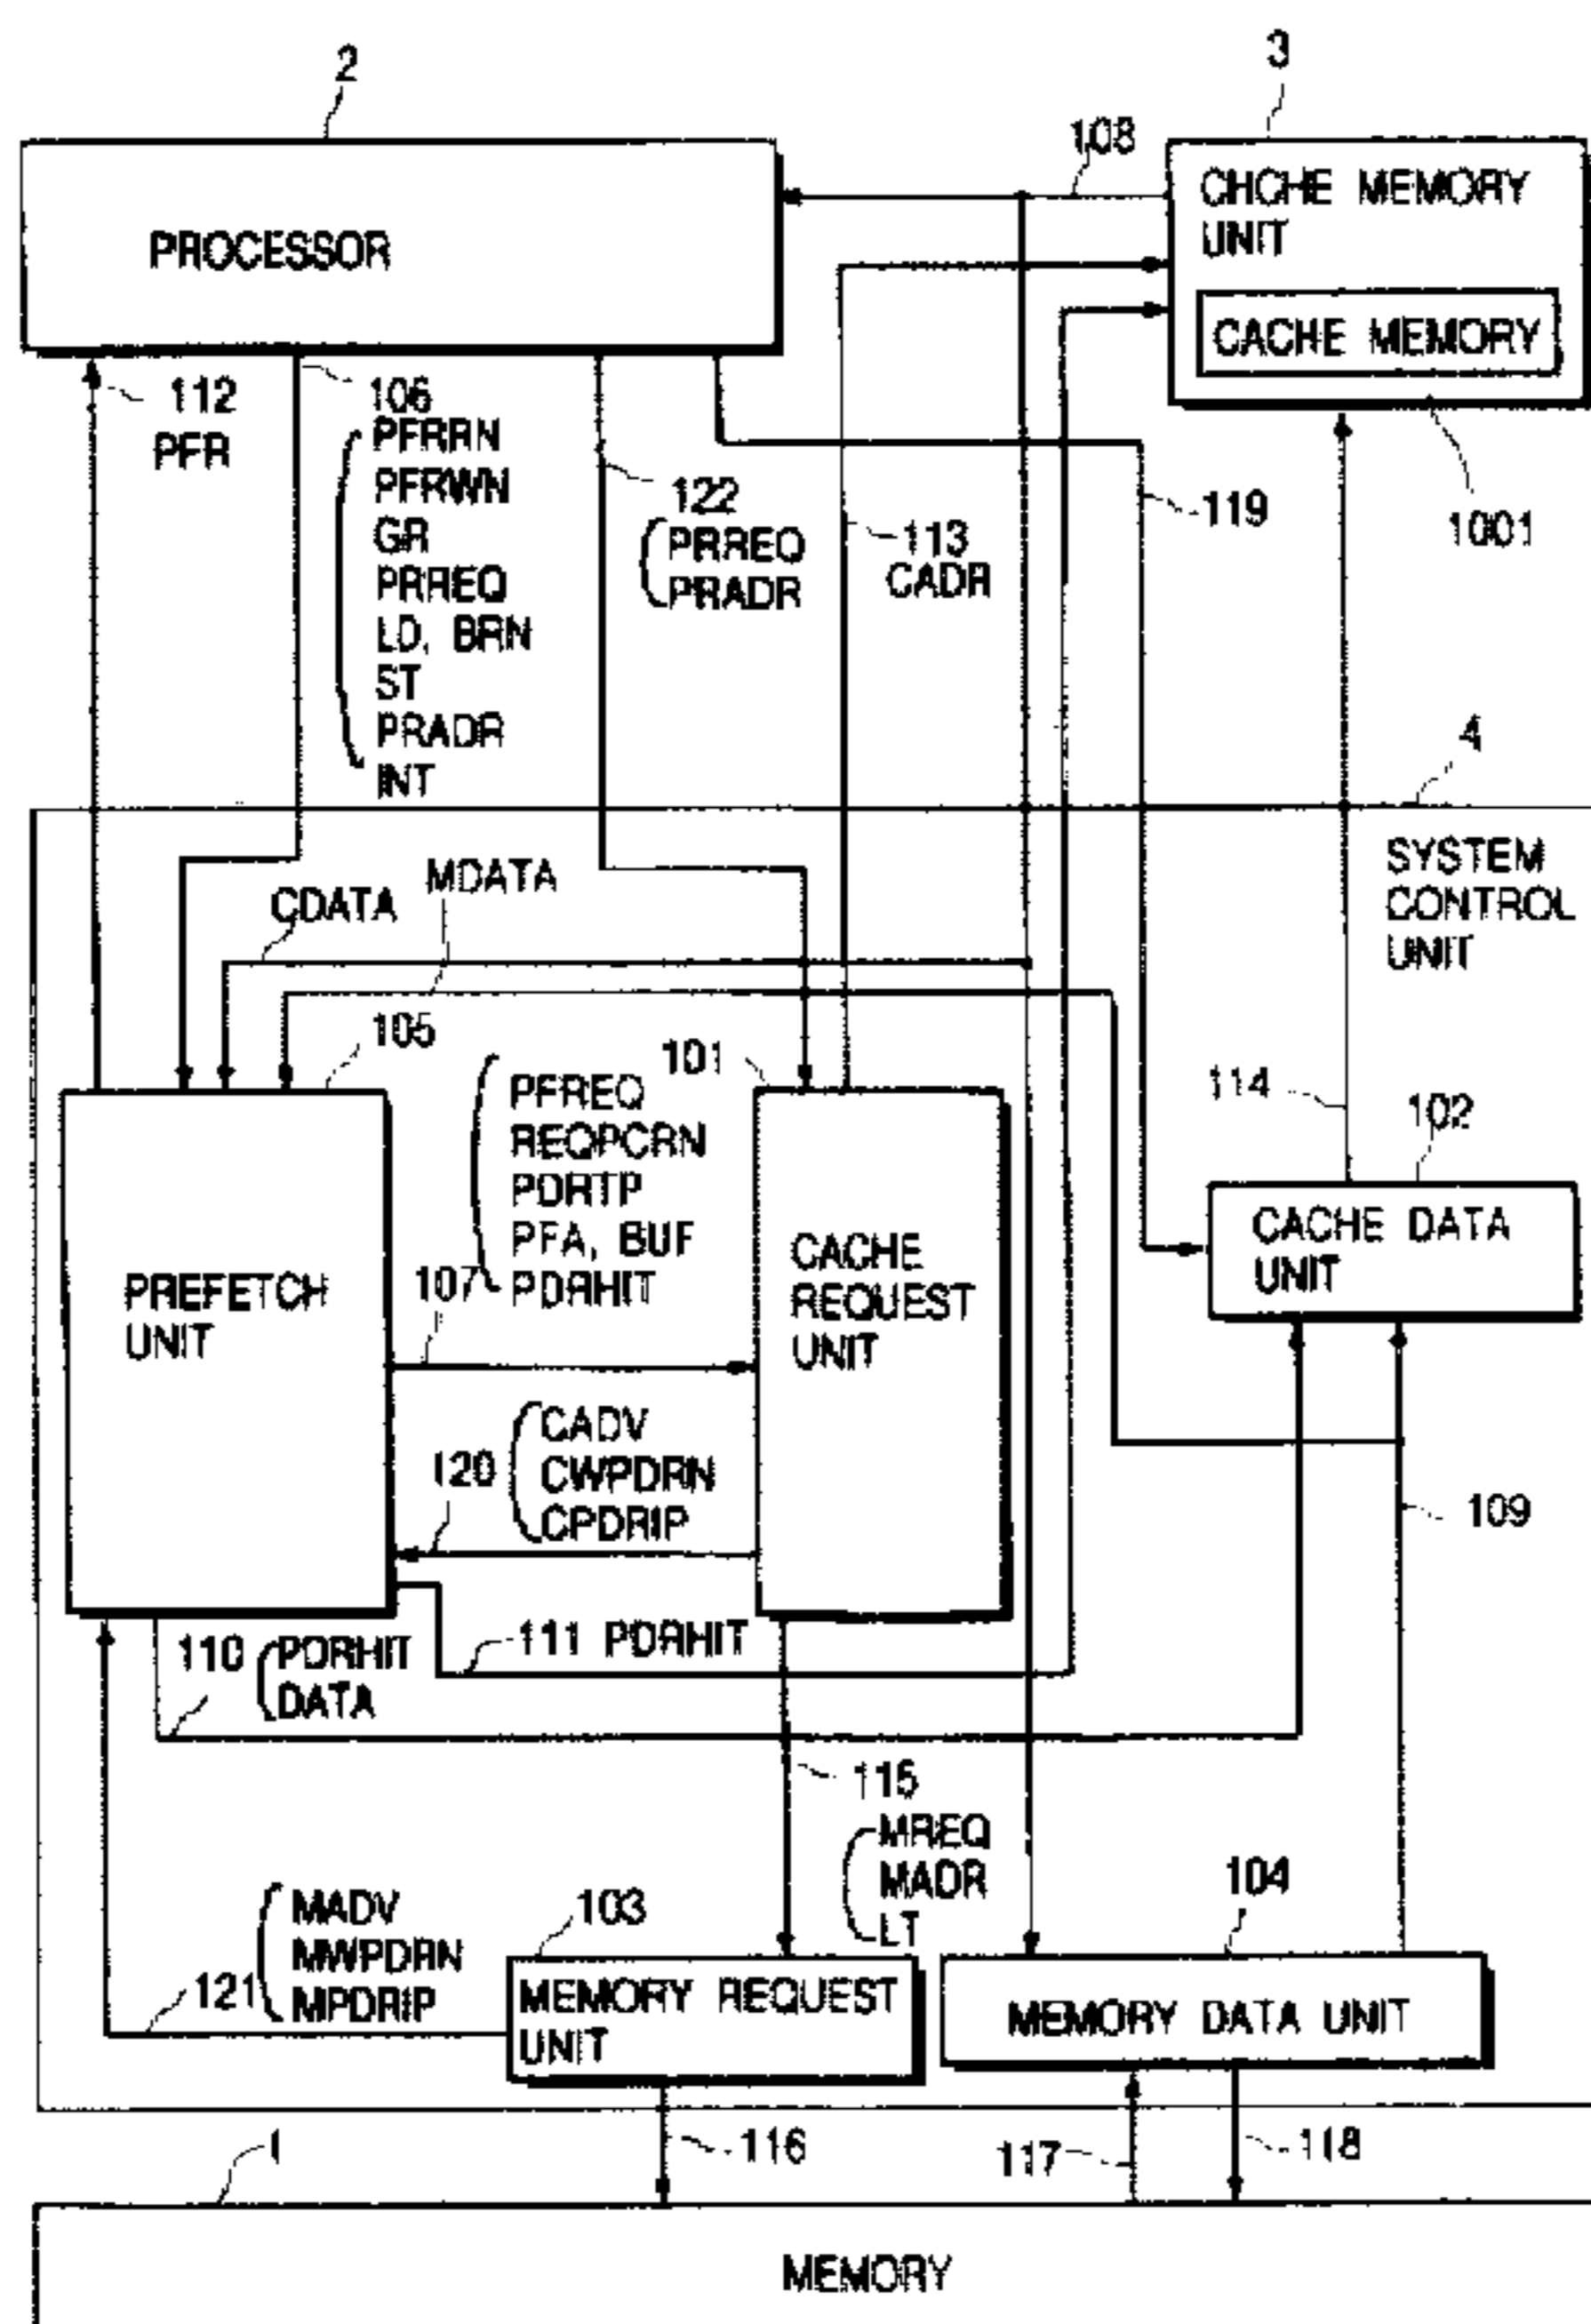 2
3
108
CHCHE MEMORY
UNIT
PROCESSOR
CACHE MEMORY
112
PFR
106
PFRRN
PFRWN
GR
PRREQ
LD, BRN
ST
PRADR
INT
122
PRREQ
PRADR
113
CADR
119
1001
4
SYSTEM
CONTROL
UNIT
MDATA
CDATA
105
101
PFREQ
REQPCRN
PDRTP
PFA, BUF
PDRHIT
107
114
102
CACHE DATA
UNIT
PREFETCH
UNIT
CACHE
REQUEST
UNIT
120
CADV
CWPDRN
CPDRIP
109
111 PDRHIT
110
PDRHIT
DATA
115
MREQ
MADR
LT
104
103
MADV
MWPDRN
MPDRIP
121
MEMORY REQUEST
UNIT
MEMORY DATA UNIT
116
117
118
1
MEMORY